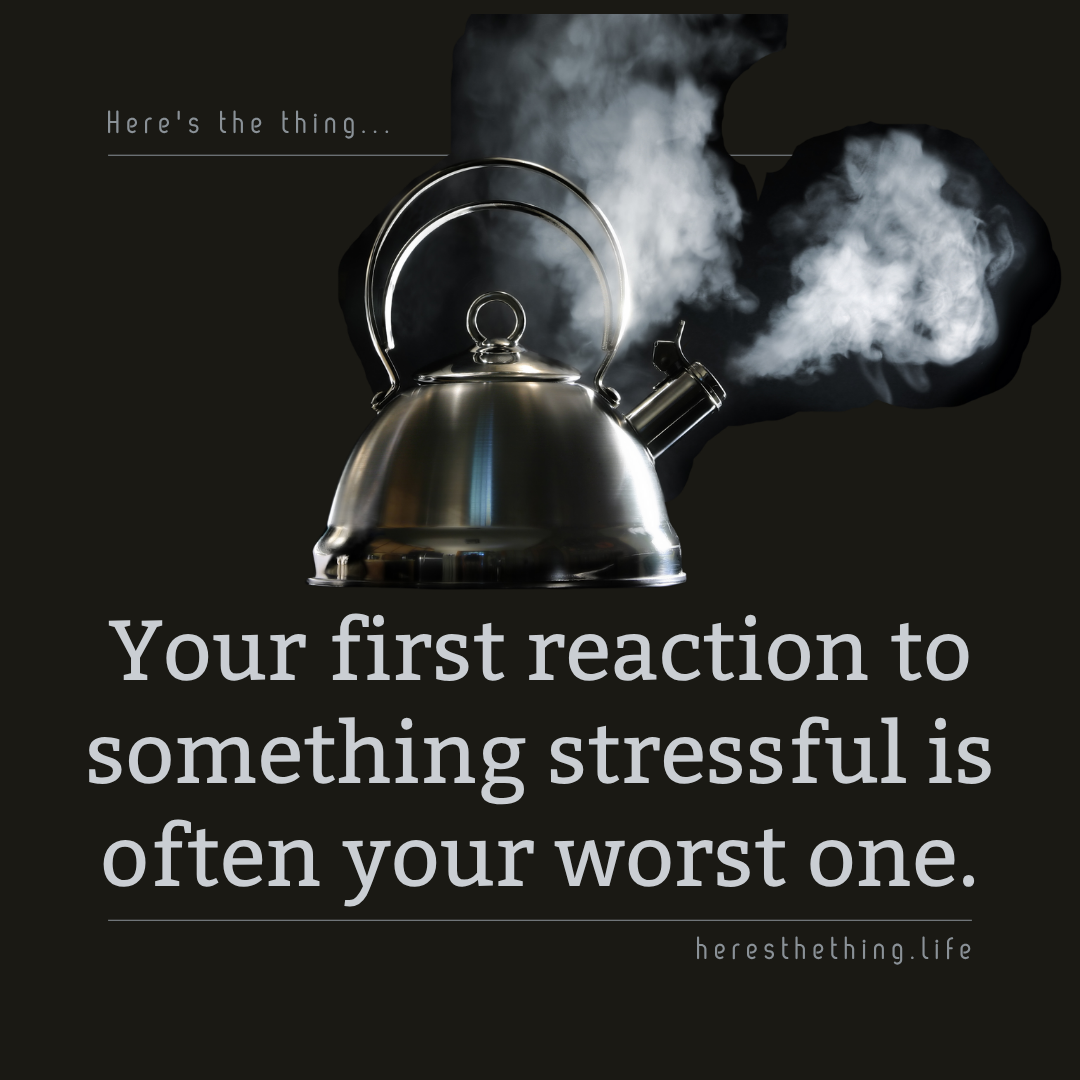 Here's the thing...
Your first reaction to
something stressful is
often your worst one.
heresthething.life